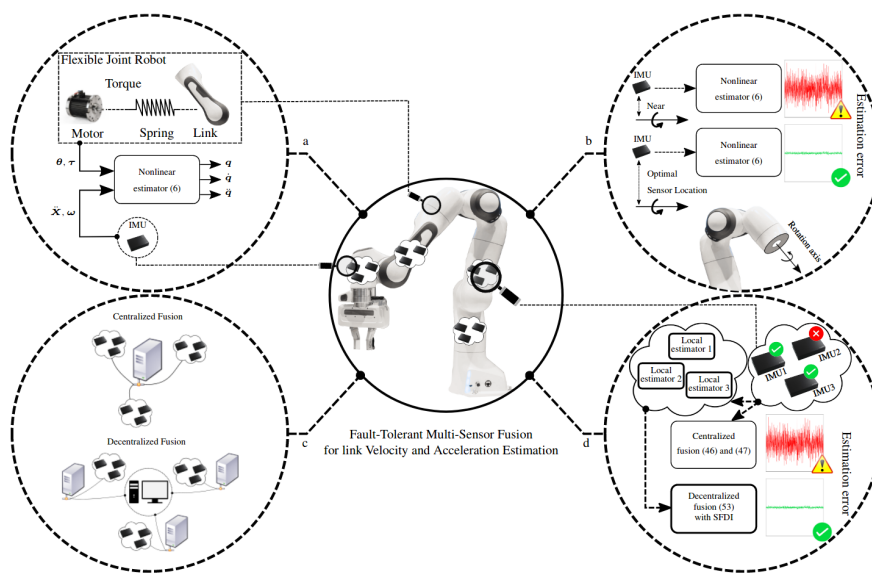 Flexible Joint Robot
Torque
Motor
Spring
Link
θ, τ
Nonlinear
estimator (6)
q
q̇
q̈
Ẍ, ω
IMU
a
IMU
Near
Nonlinear
estimator (6)
IMU
Optimal
Sensor Location
Nonlinear
estimator (6)
Estimation error
Rotation axis
b
Centralized Fusion
Decentralized Fusion
c
Fault-Tolerant Multi-Sensor Fusion
for link Velocity and Acceleration Estimation
d
Local
estimator 1
Local
estimator 2
Local
estimator 3
IMU1
IMU2
IMU3
Centralized
fusion (46) and (47)
Decentralized
fusion (53)
with SFDI
Estimation error